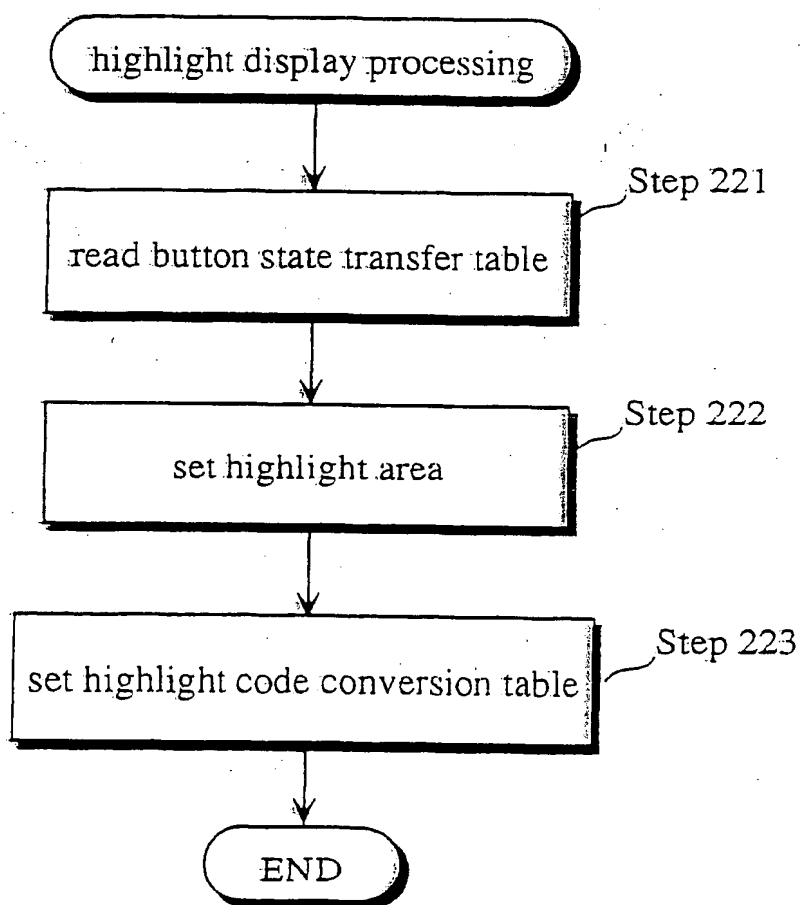 highlight display processing
Step 221
read button state transfer table
Step 222
set highlight area
Step 223
set highlight code conversion table
END